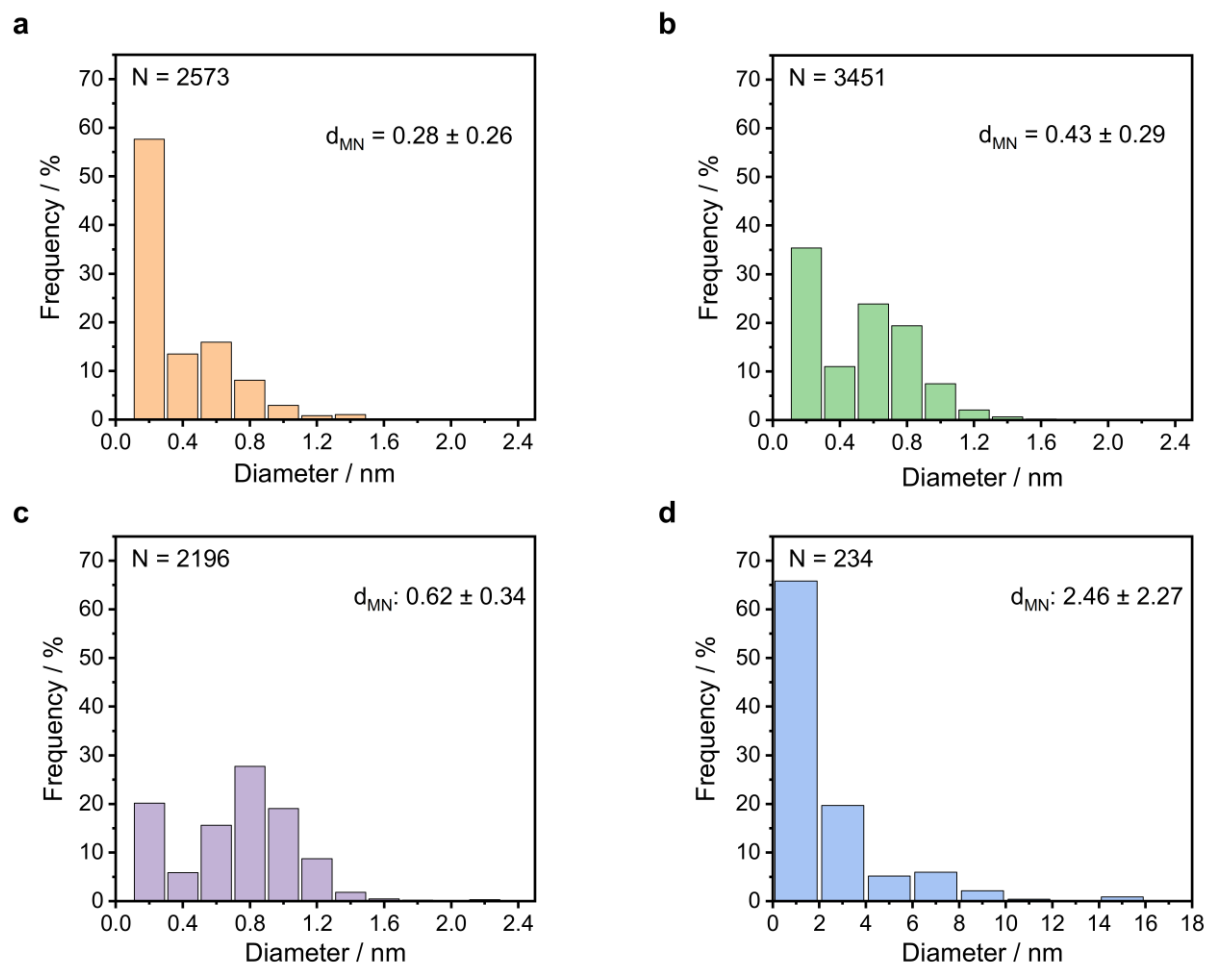 a
N = 2573
d_MN = 0.28 ± 0.26
Frequency / %
70
60
50
40
30
20
10
0
0.0 0.4 0.8 1.2 1.6 2.0 2.4
Diameter / nm
b
N = 3451
d_MN = 0.43 ± 0.29
Frequency / %
70
60
50
40
30
20
10
0
0.0 0.4 0.8 1.2 1.6 2.0 2.4
Diameter / nm
c
N = 2196
d_MN: 0.62 ± 0.34
Frequency / %
70
60
50
40
30
20
10
0
0.0 0.4 0.8 1.2 1.6 2.0 2.4
Diameter / nm
d
N = 234
d_MN: 2.46 ± 2.27
Frequency / %
70
60
50
40
30
20
10
0
0 2 4 6 8 10 12 14 16 18
Diameter / nm